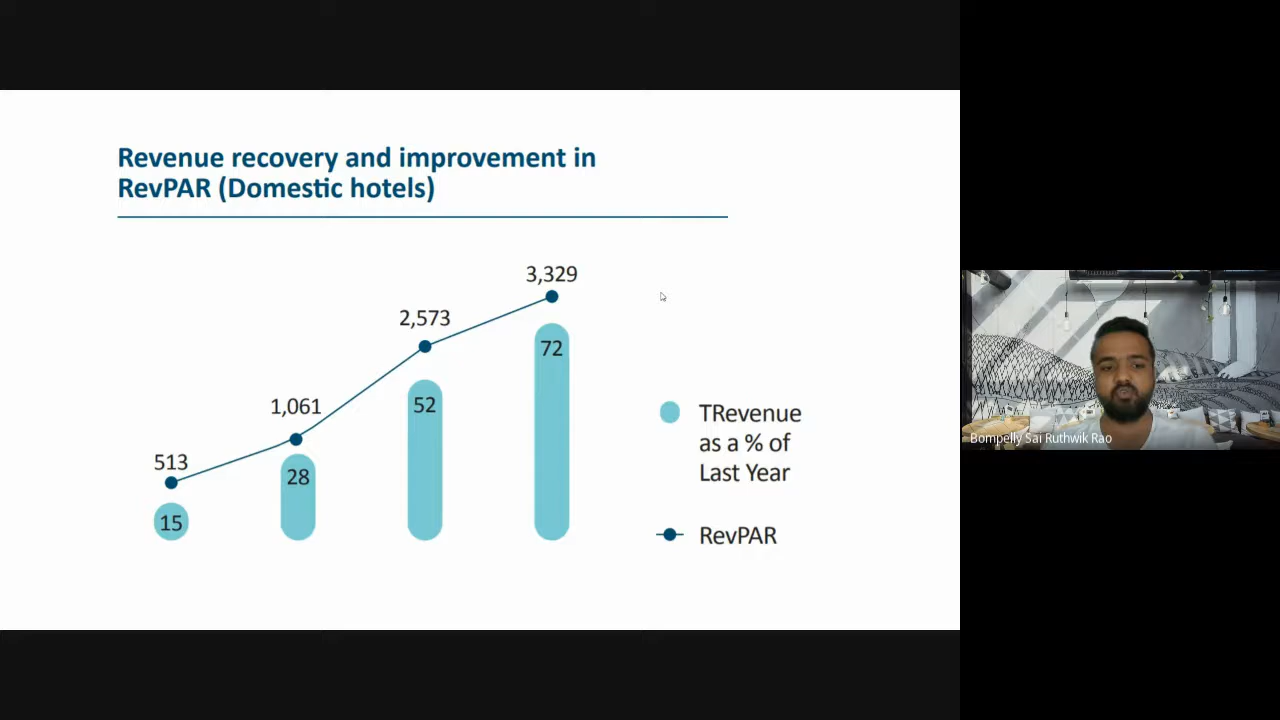 Revenue recovery and improvement in
RevPAR (Domestic hotels)
3,329
2,573
72
1,061
52
513
28
15
TRevenue
as a % of
Last Year
RevPAR
Bompelly Sai Ruthwik Rao